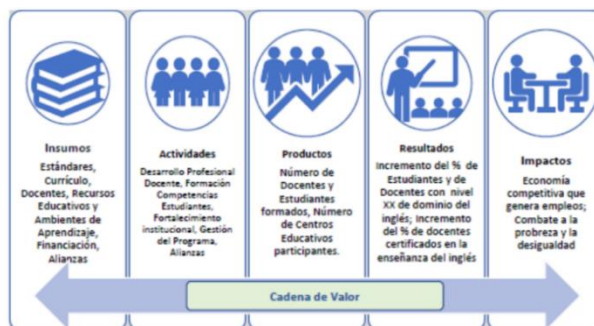 Insumos
Estándares,
Currículo,
Docentes, Recursos
Educativos y
Ambientes de
Aprendizaje,
Financiación,
Alianzas
Actividades
Desarrollo Profesional
Docente, Formación
Competencias
Estudiantes,
Fortalecimiento
institucional, Gestión
del Programa,
Alianzas
Productos
Número de
Docentes y
Estudiantes
formados, Número
de Centros
Educativos
participantes.
Resultados
Incremento del % de
Estudiantes y de
Docentes con nivel
XX de dominio del
inglés; Incremento
del % de docentes
certificados en la
enseñanza del inglés
Impactos
Economía
competitiva que
genera empleos;
Combate a la
probreza y la
desigualdad
Cadena de Valor